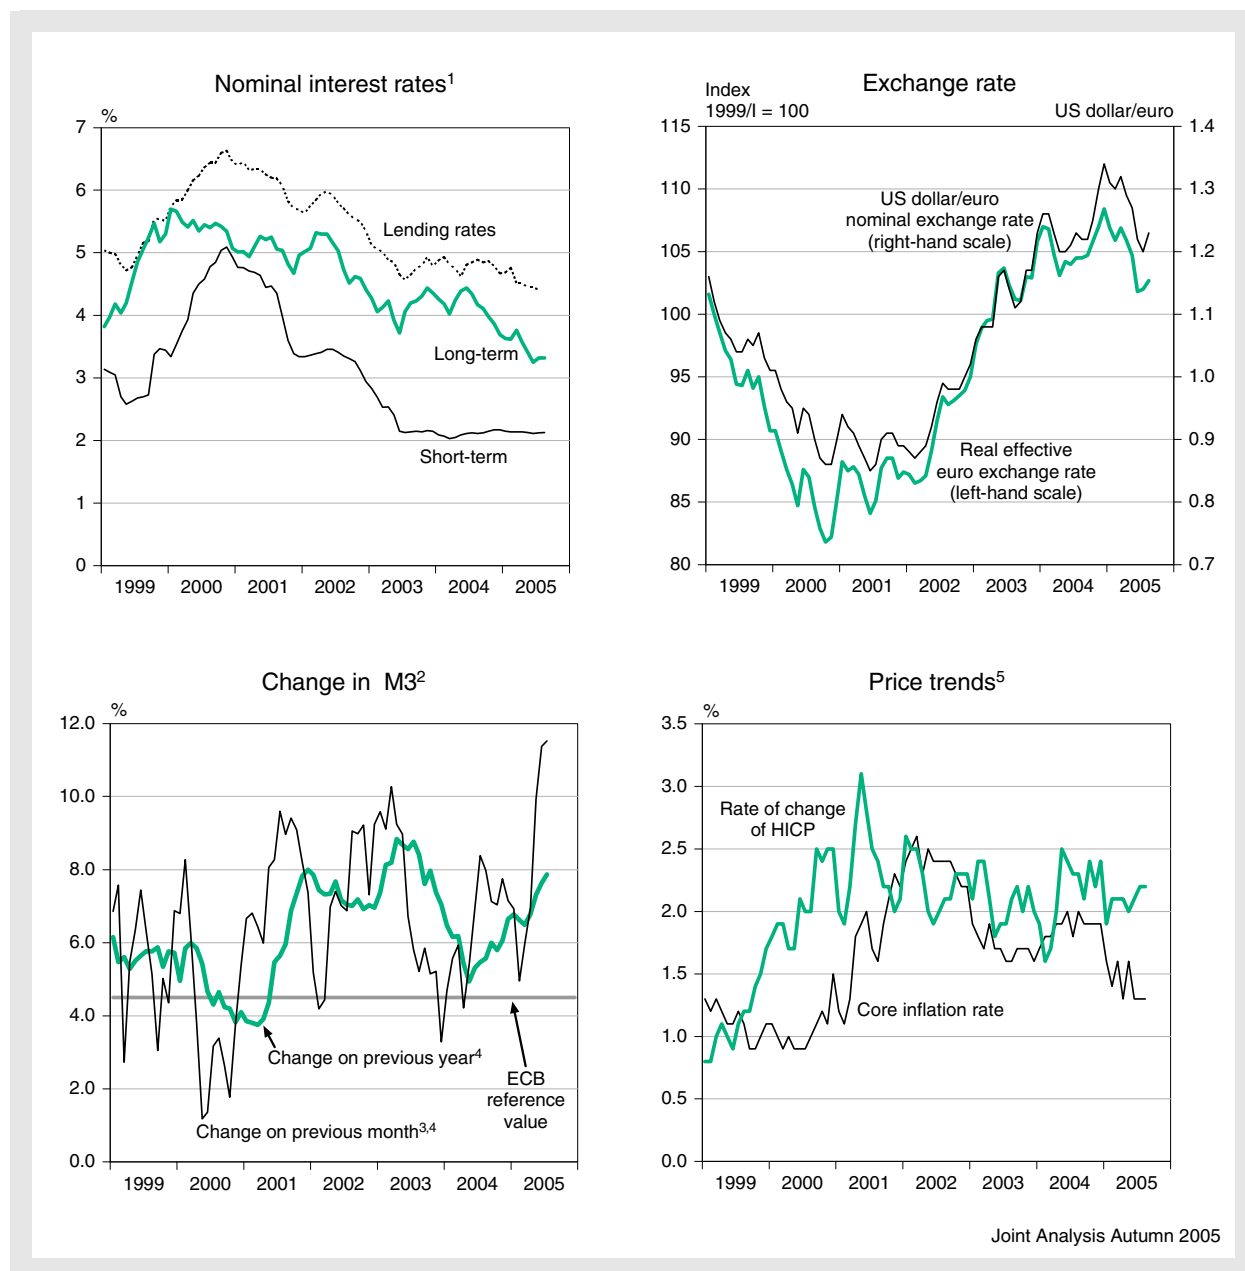 Nominal interest rates¹
%
7
6
5
4
3
2
1
0
Lending rates
Long-term
Short-term
1999 2000 2001 2002 2003 2004 2005
Exchange rate
Index
1999/I = 100
US dollar/euro
115
110
105
100
95
90
85
80
1.4
1.3
1.2
1.1
1.0
0.9
0.8
0.7
US dollar/euro
nominal exchange rate
(right-hand scale)
Real effective
euro exchange rate
(left-hand scale)
1999 2000 2001 2002 2003 2004 2005
Change in M3²
%
12.0
10.0
8.0
6.0
4.0
2.0
0.0
Change on previous year⁴
ECB
reference
value
Change on previous month³,⁴
1999 2000 2001 2002 2003 2004 2005
Price trends⁵
%
3.5
3.0
2.5
2.0
1.5
1.0
0.5
0.0
Rate of change
of HICP
Core inflation rate
1999 2000 2001 2002 2003 2004 2005
Joint Analysis Autumn 2005